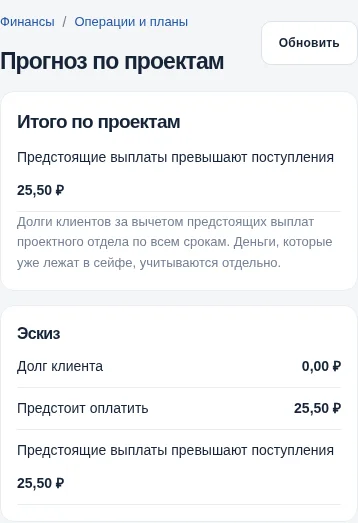 Финансы / Операции и планы
Обновить
Прогноз по проектам
Итого по проектам
Предстоящие выплаты превышают поступления
25,50 ₽
Долги клиентов за вычетом предстоящих выплат
проектного отдела по всем срокам. Деньги, которые
уже лежат в сейфе, учитываются отдельно.
Эскиз
Долг клиента 0,00 ₽
Предстоит оплатить 25,50 ₽
Предстоящие выплаты превышают поступления
25,50 ₽